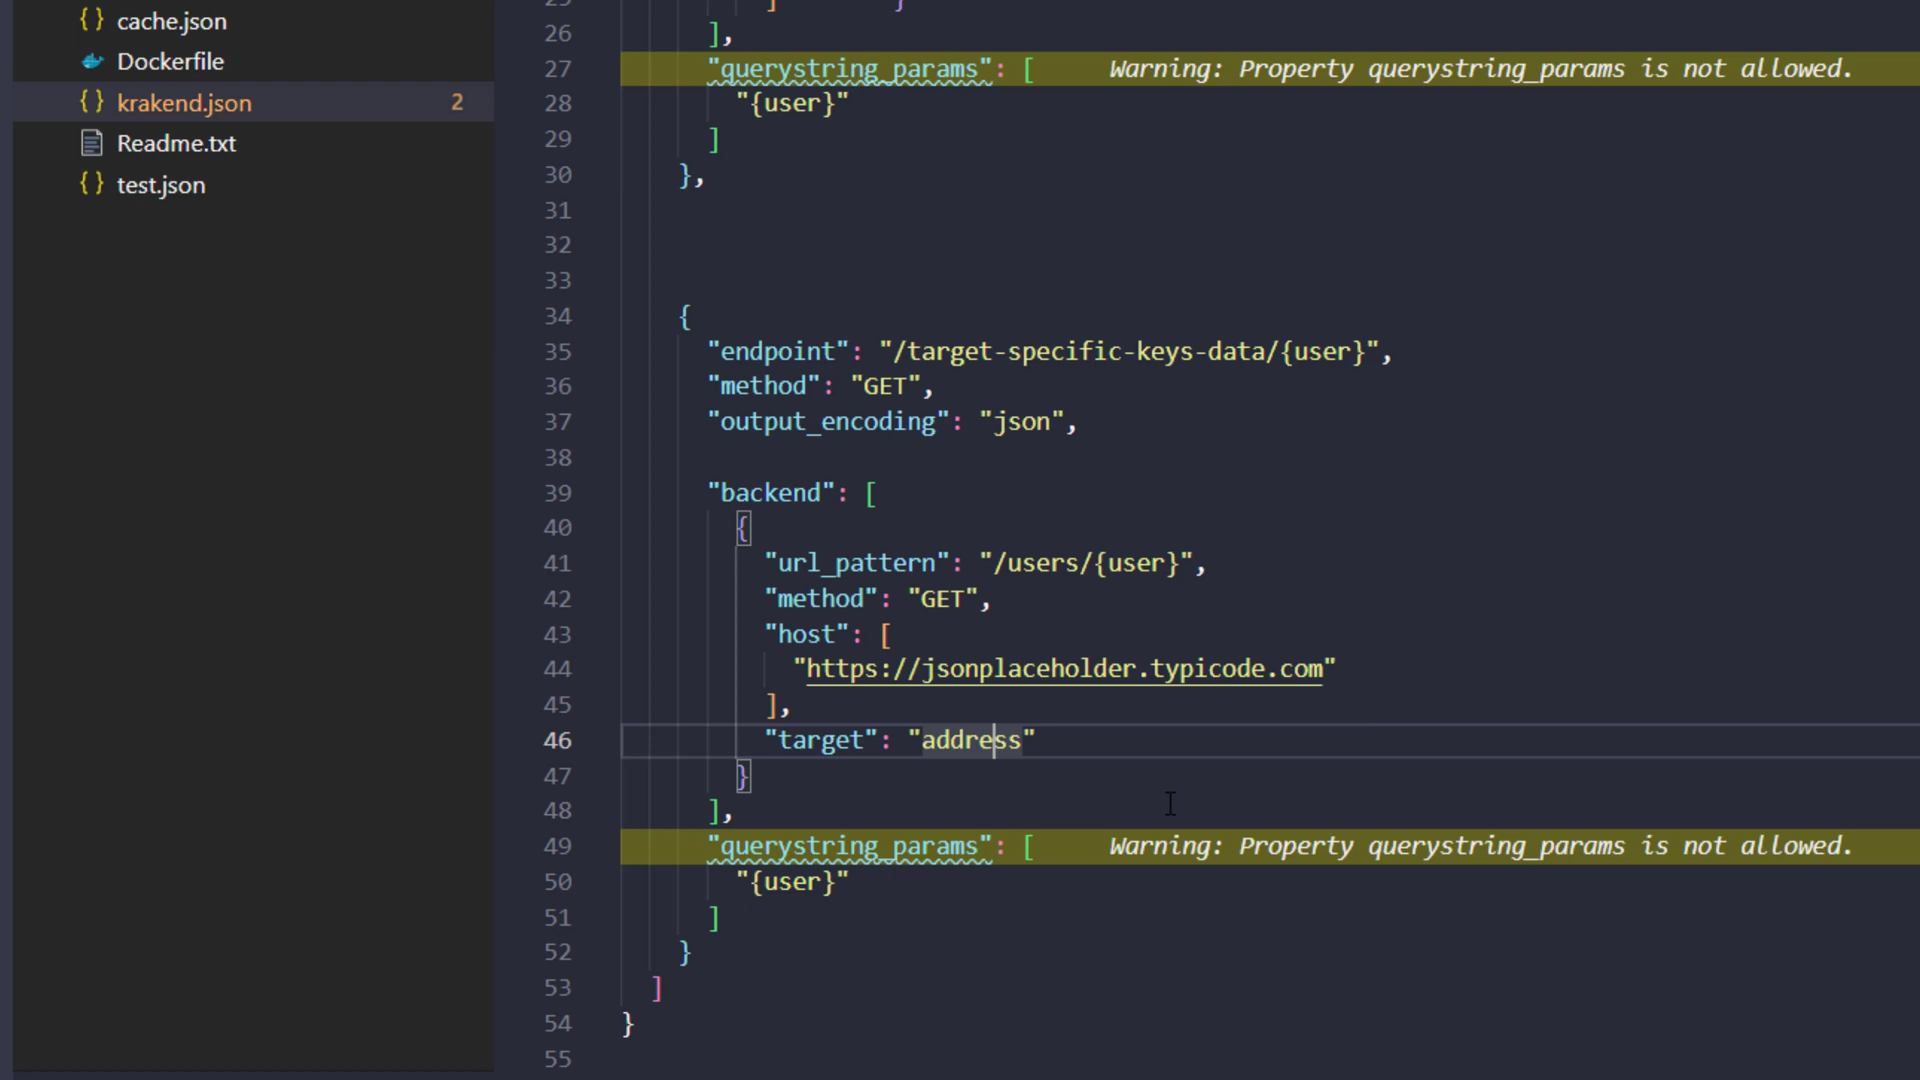 cache.json
Dockerfile
krakend.json 2
Readme.txt
test.json
25 ] }
26 ],
27 "querystring_params": [ Warning: Property querystring_params is not allowed.
28 "{user}"
29 ]
30 },
31
32
33
34 {
35 "endpoint": "/target-specific-keys-data/{user}",
36 "method": "GET",
37 "output_encoding": "json",
38
39 "backend": [
40 {
41 "url_pattern": "/users/{user}",
42 "method": "GET",
43 "host": [
44 "https://jsonplaceholder.typicode.com"
45 ],
46 "target": "address"
47 }
48 ],
49 "querystring_params": [ Warning: Property querystring_params is not allowed.
50 "{user}"
51 ]
52 }
53 ]
54 }
55